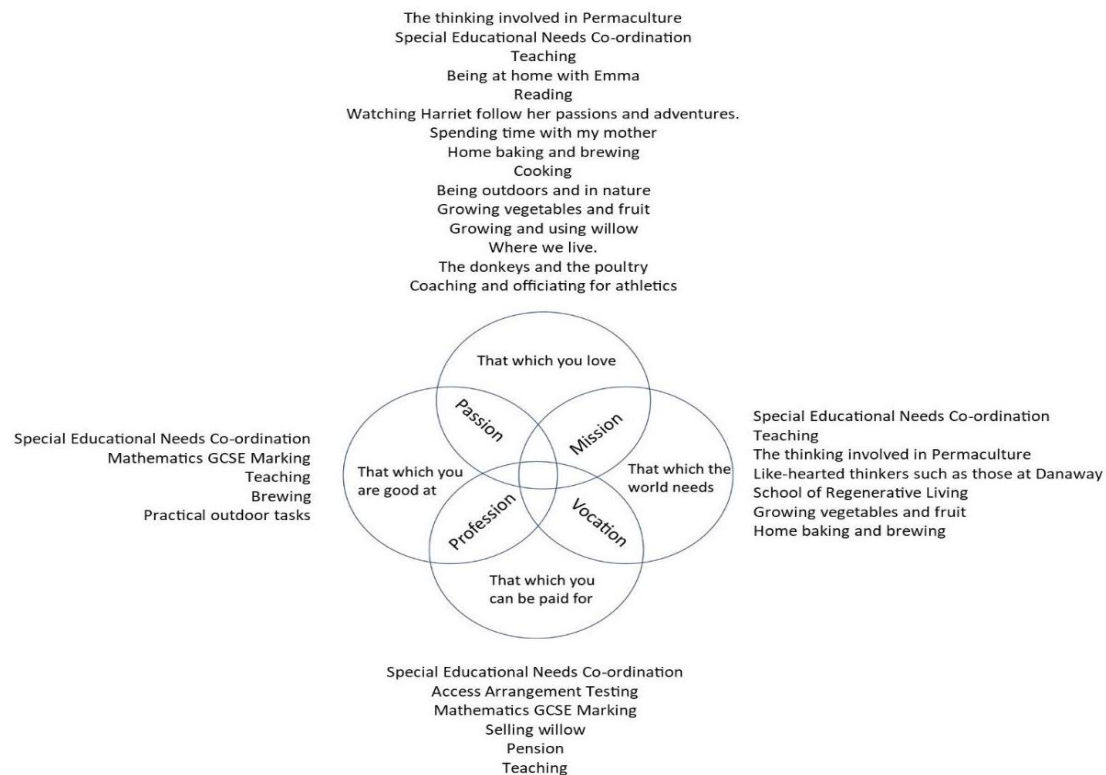 The thinking involved in Permaculture
Special Educational Needs Co-ordination
Teaching
Being at home with Emma
Reading
Watching Harriet follow her passions and adventures.
Spending time with my mother
Home baking and brewing
Cooking
Being outdoors and in nature
Growing vegetables and fruit
Growing and using willow
Where we live.
The donkeys and the poultry
Coaching and officiating for athletics
That which you love
Passion
Mission
Special Educational Needs Co-ordination
Mathematics GCSE Marking
Teaching
Brewing
Practical outdoor tasks
That which you
are good at
That which the
world needs
Special Educational Needs Co-ordination
Teaching
The thinking involved in Permaculture
Like-hearted thinkers such as those at Danaway
School of Regenerative Living
Growing vegetables and fruit
Home baking and brewing
Profession
Vocation
That which you
can be paid for
Special Educational Needs Co-ordination
Access Arrangement Testing
Mathematics GCSE Marking
Selling willow
Pension
Teaching